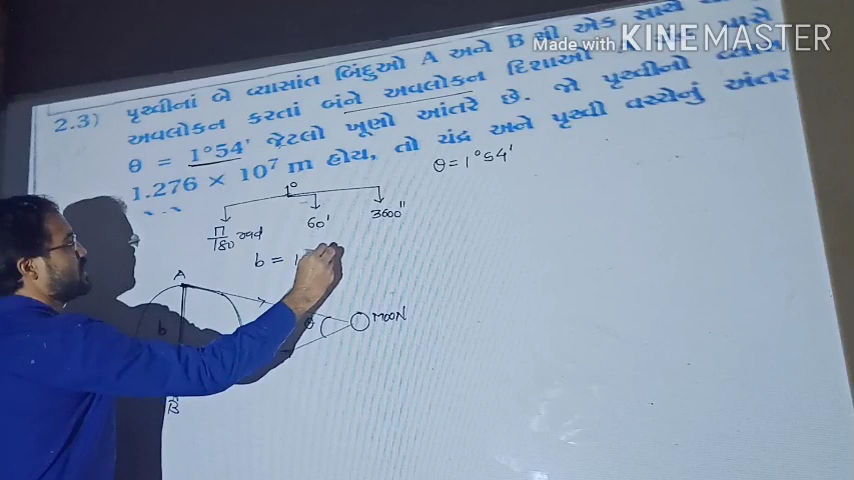 Made with KINEMASTER
2.3) પૃથ્વીનાં બે વ્યાસાંત બિંદુઓ A અને B થી એક સાથે
અવલોકન કરતાં બંને અવલોકન દિશાઓ
θ = 1°54' જેટલો ખૂણો આંતરે છે. જો પૃથ્વીનો વ્યાસ
1.276 × 10⁷ m હોય, તો ચંદ્ર અને પૃથ્વી વચ્ચેનું અંતર
θ = 1°54'
1°
π/180 60' 3600''
b = 1
A
b
θ
MOON
B